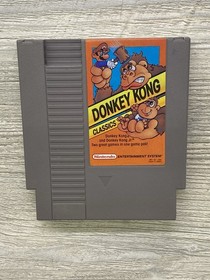 DONKEY KONG
CLASSICS
Donkey Kong
and Donkey Kong Jr.
Two great games in one game pak!
Nintendo
ENTERTAINMENT SYSTEM